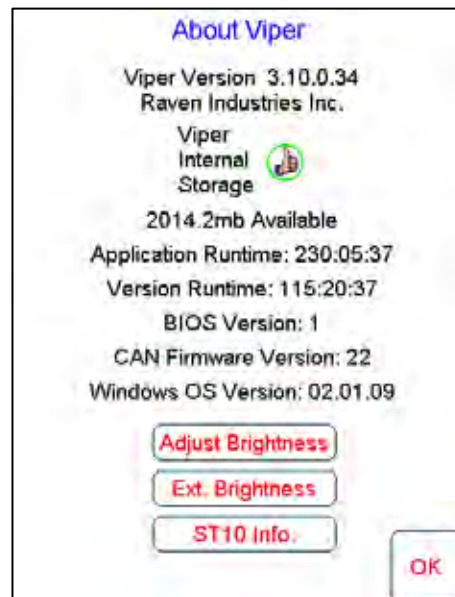 About Viper
Viper Version 3.10.0.34
Raven Industries Inc.
Viper
Internal
Storage
2014.2mb Available
Application Runtime: 230:05:37
Version Runtime: 115:20:37
BIOS Version: 1
CAN Firmware Version: 22
Windows OS Version: 02.01.09
Adjust Brightness
Ext. Brightness
ST10 Info.
OK